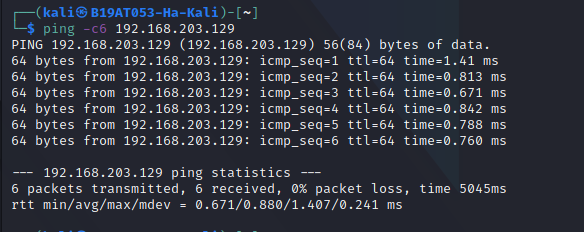 ┌──(kali㉿B19AT053-Ha-Kali)-[~]
└─$ ping -c6 192.168.203.129
PING 192.168.203.129 (192.168.203.129) 56(84) bytes of data.
64 bytes from 192.168.203.129: icmp_seq=1 ttl=64 time=1.41 ms
64 bytes from 192.168.203.129: icmp_seq=2 ttl=64 time=0.813 ms
64 bytes from 192.168.203.129: icmp_seq=3 ttl=64 time=0.671 ms
64 bytes from 192.168.203.129: icmp_seq=4 ttl=64 time=0.842 ms
64 bytes from 192.168.203.129: icmp_seq=5 ttl=64 time=0.788 ms
64 bytes from 192.168.203.129: icmp_seq=6 ttl=64 time=0.760 ms
--- 192.168.203.129 ping statistics ---
6 packets transmitted, 6 received, 0% packet loss, time 5045ms
rtt min/avg/max/mdev = 0.671/0.880/1.407/0.241 ms